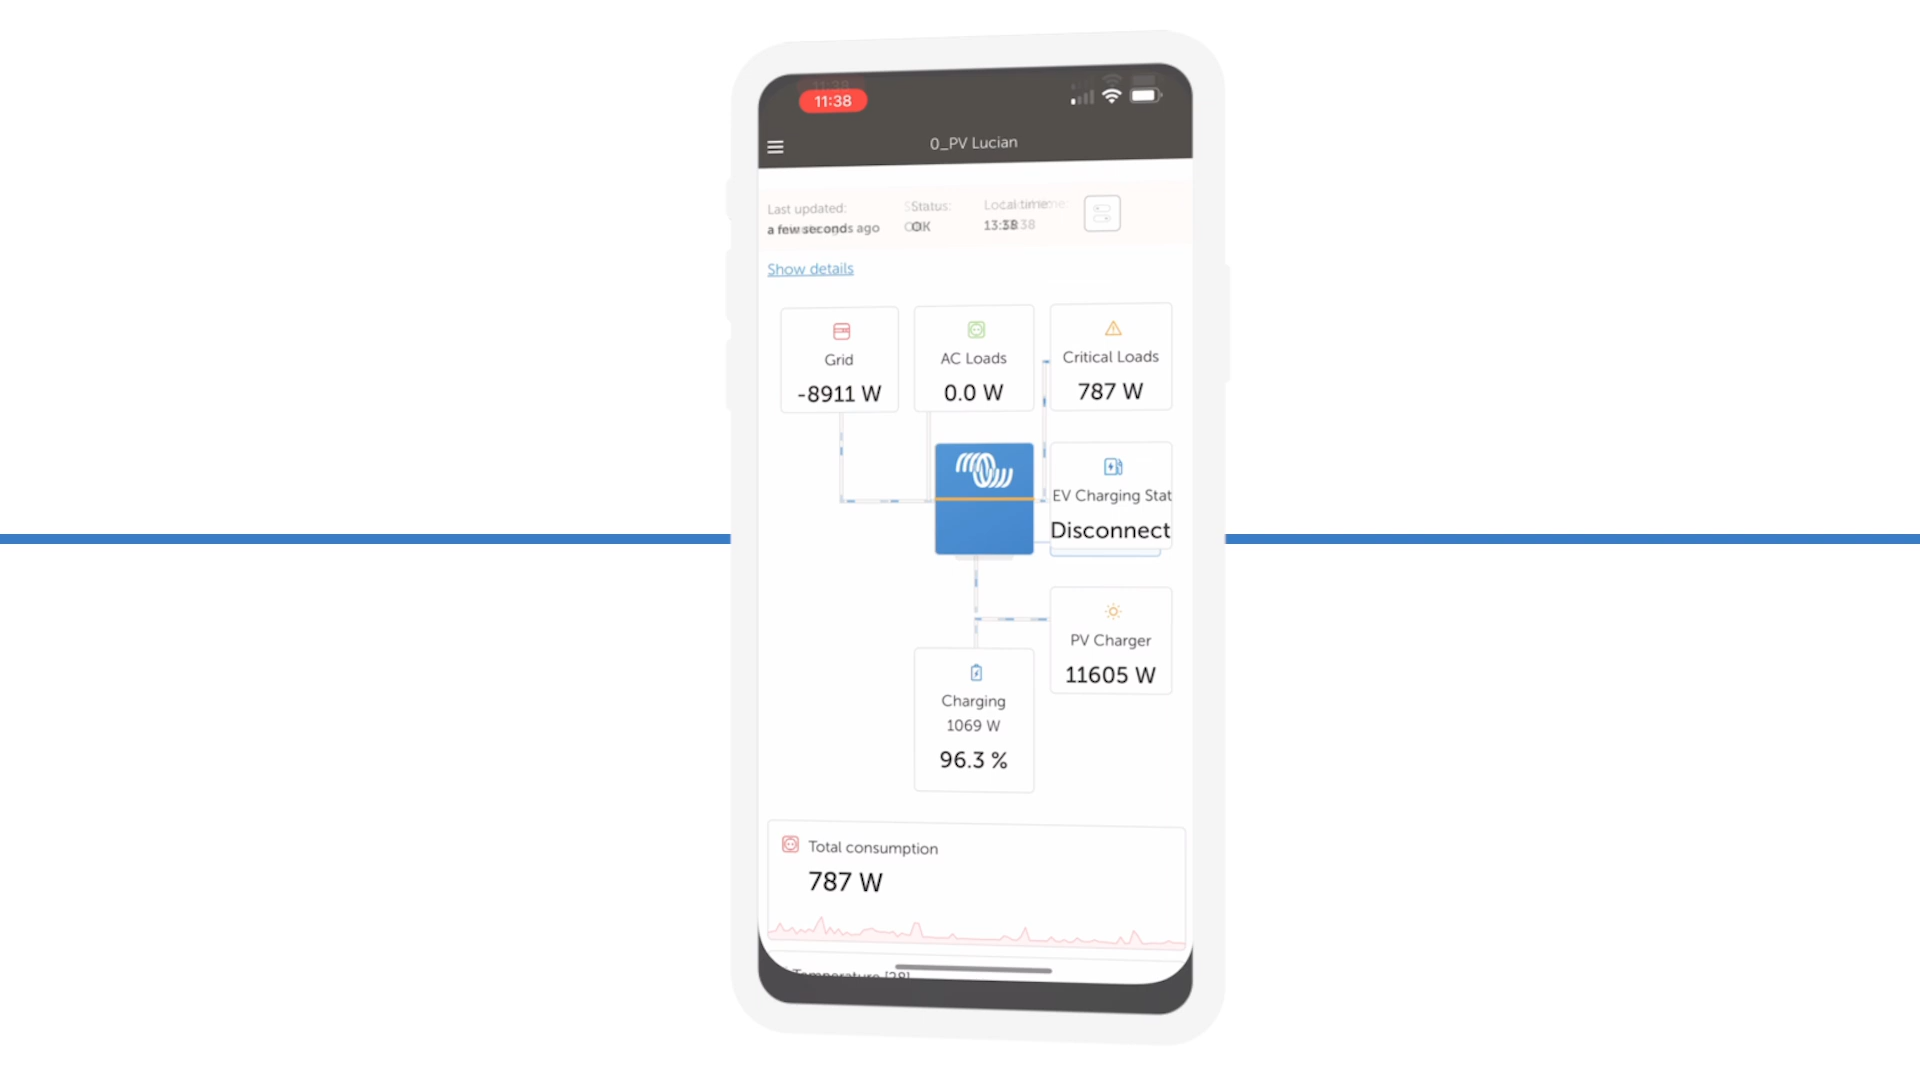 11:38
0_PV Lucian
Last updated:
a few seconds ago
Status:
OK
Local time:
13:38
Show details
Grid
-8911 W
AC Loads
0.0 W
Critical Loads
787 W
EV Charging Stat
Disconnect
PV Charger
11605 W
Charging
1069 W
96.3 %
Total consumption
787 W
Temperature [28]